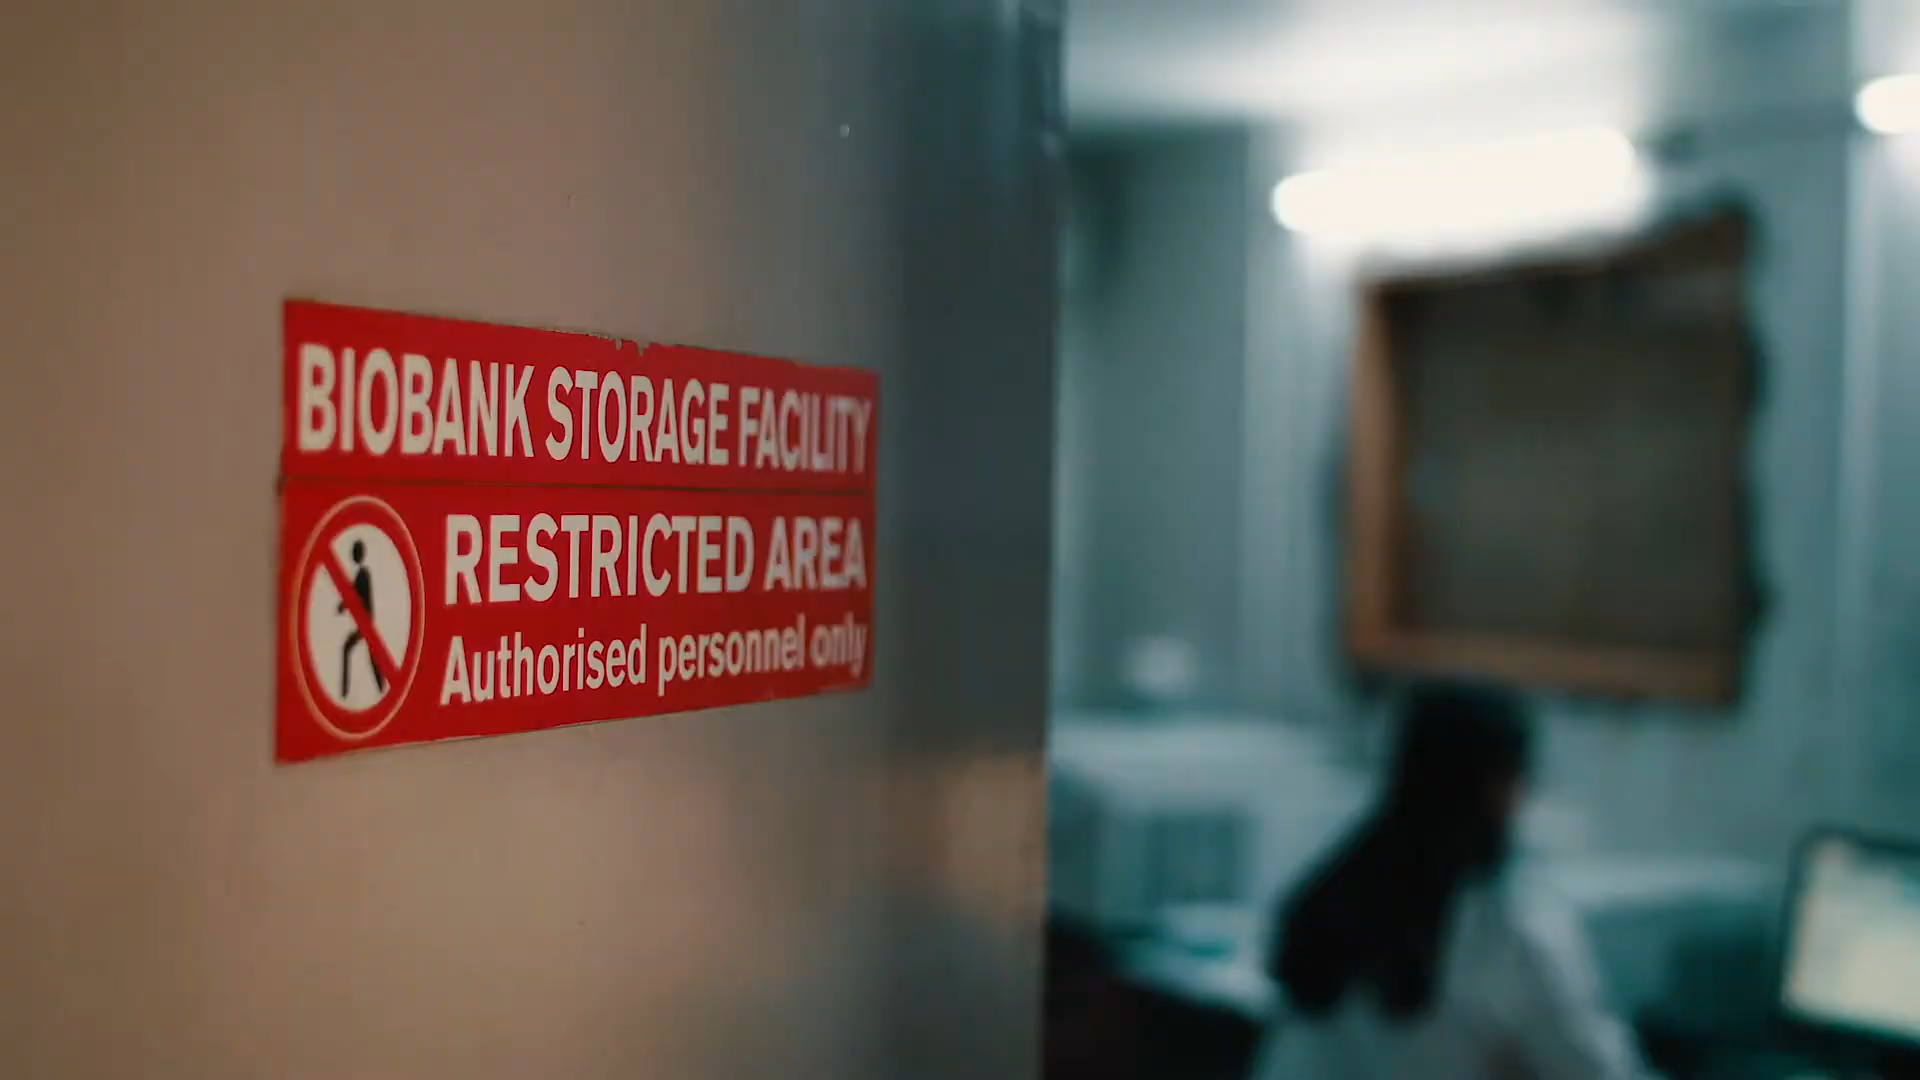 BIOBANK STORAGE FACILITY
RESTRICTED AREA
Authorised personnel only